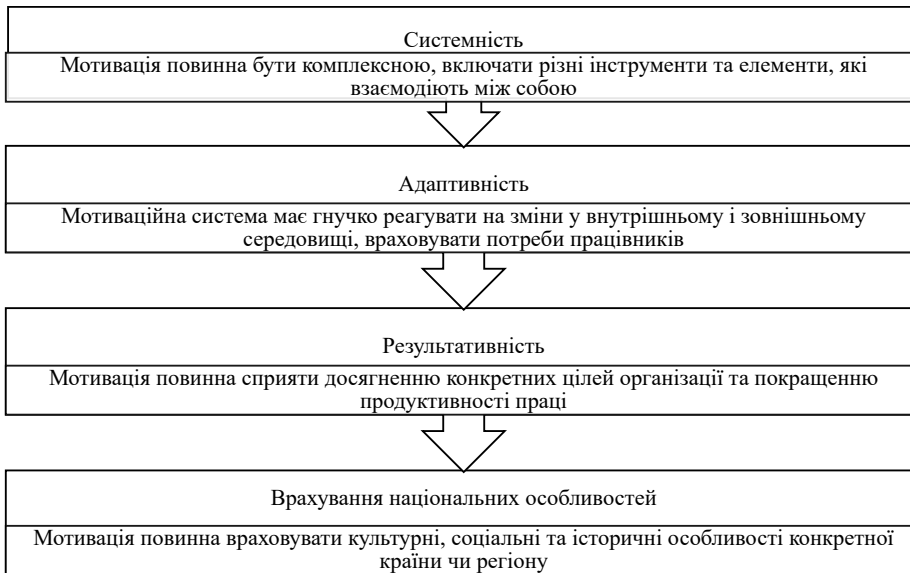 Системність
Мотивація повинна бути комплексною, включати різні інструменти та елементи, які
взаємодіють між собою
Адаптивність
Мотиваційна система має гнучко реагувати на зміни у внутрішньому і зовнішньому
середовищі, враховувати потреби працівників
Результативність
Мотивація повинна сприяти досягненню конкретних цілей організації та покращенню
продуктивності праці
Врахування національних особливостей
Мотивація повинна враховувати культурні, соціальні та історичні особливості конкретної
країни чи регіону